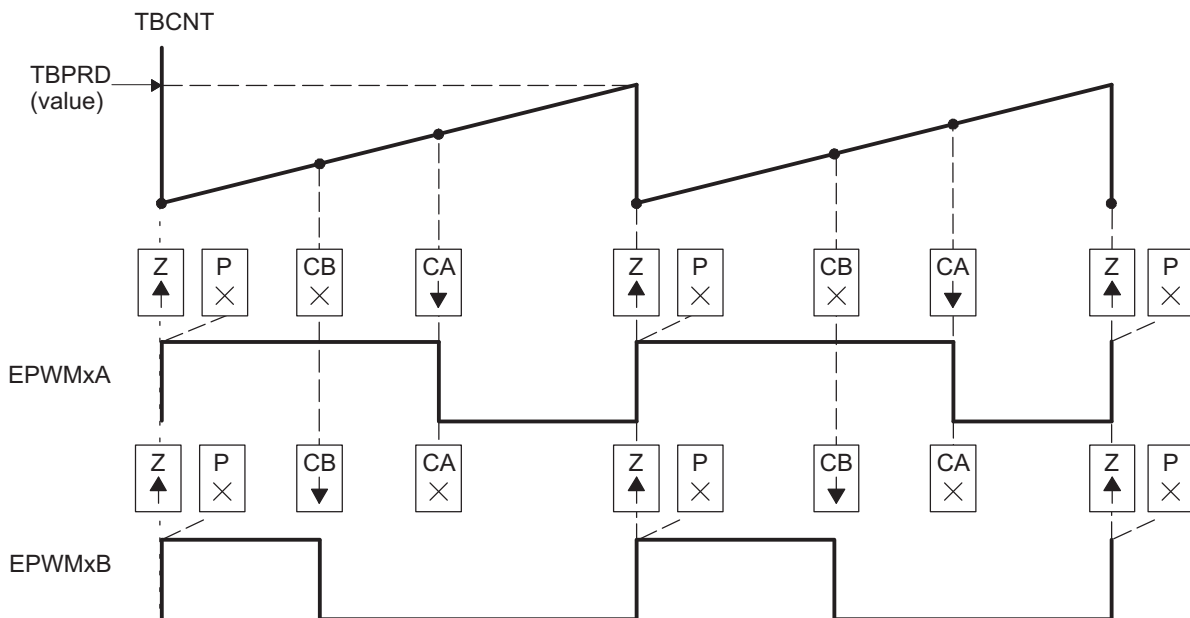 TBCNT
TBPRD
(value)
Z P CB CA Z P CB CA Z P
EPWMxA
Z P CB CA Z P CB CA Z P
EPWMxB